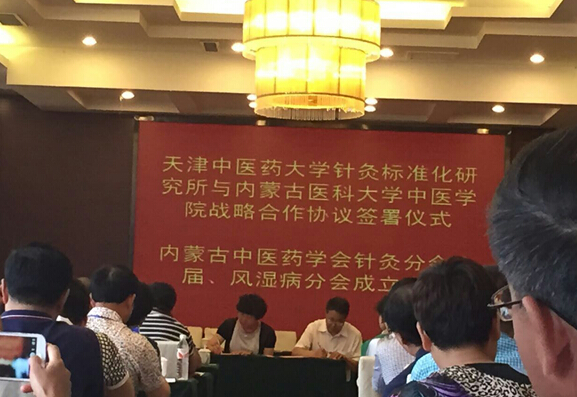 天津中医药大学针灸标准化研
究所与内蒙古医科大学中医学
院战略合作协议签署仪式
内蒙古中医药学会针灸分会
届、风湿病分会成立